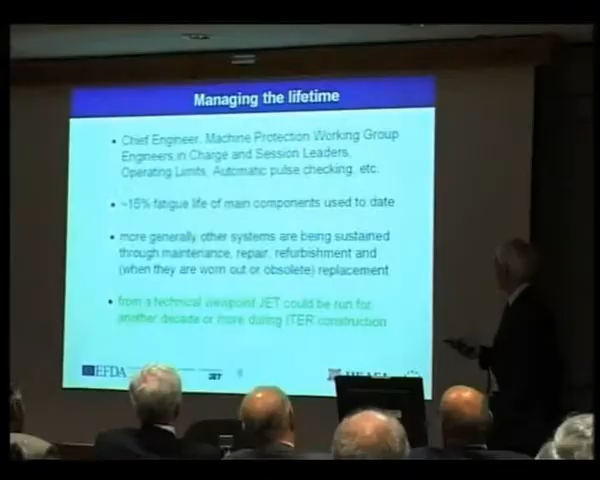 Managing the lifetime
• Chief Engineer, Machine Protection Working Group
Engineers in Charge and Session Leaders,
Operating Limits, Automatic pulse checking etc.
• ~15% fatigue life of main components used to date
• more generally other systems are being sustained
through maintenance, repair, refurbishment and
(when they are worn out or obsolete) replacement
• from a technical viewpoint JET could be run for
another decade or more during ITER construction
EFDA
JET